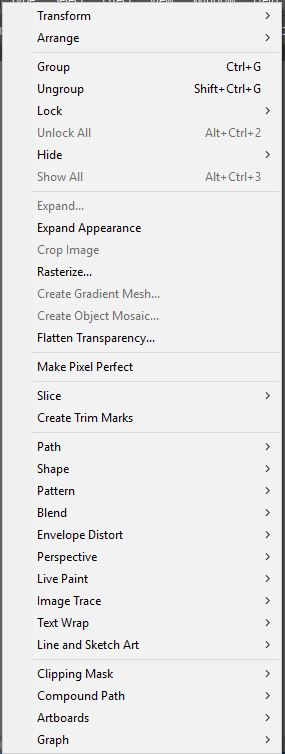 Transform
Arrange
Group Ctrl+G
Ungroup Shift+Ctrl+G
Lock
Unlock All Alt+Ctrl+2
Hide
Show All Alt+Ctrl+3
Expand...
Expand Appearance
Crop Image
Rasterize...
Create Gradient Mesh...
Create Object Mosaic...
Flatten Transparency...
Make Pixel Perfect
Slice
Create Trim Marks
Path
Shape
Pattern
Blend
Envelope Distort
Perspective
Live Paint
Image Trace
Text Wrap
Line and Sketch Art
Clipping Mask
Compound Path
Artboards
Graph